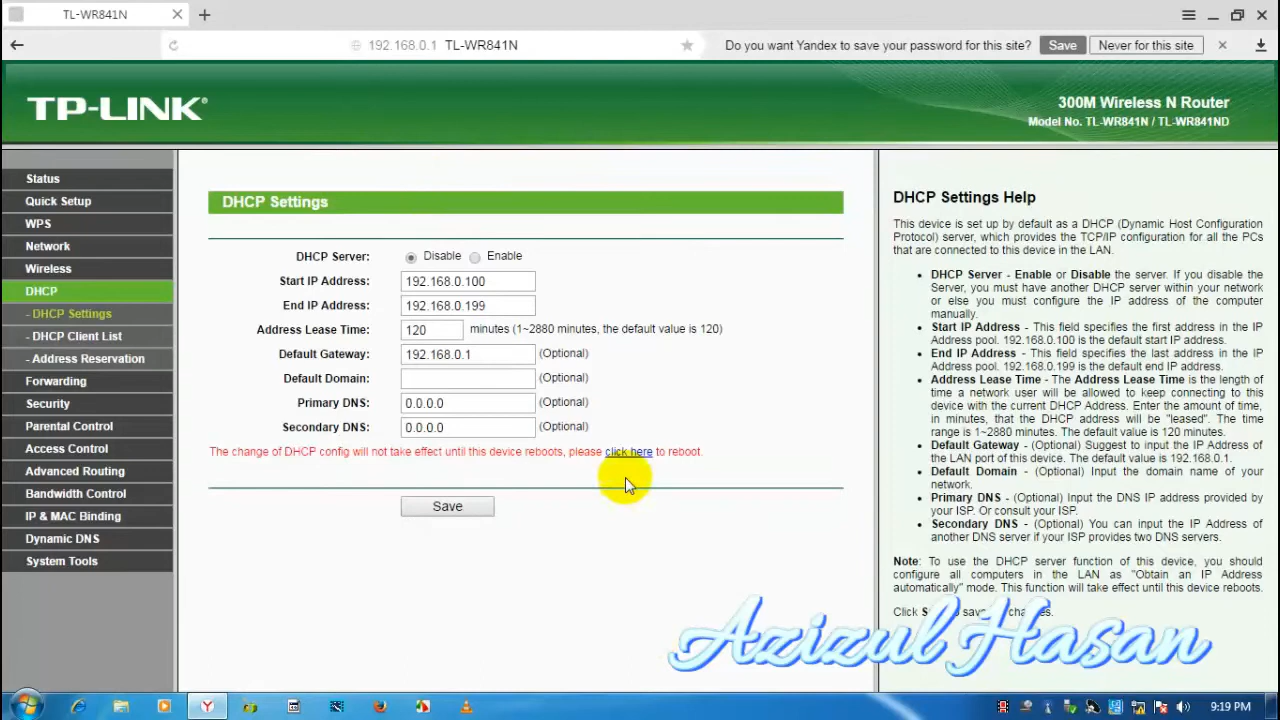 TL-WR841N
192.168.0.1 TL-WR841N
Do you want Yandex to save your password for this site? Save Never for this site
TP-LINK®
300M Wireless N Router
Model No. TL-WR841N / TL-WR841ND
Status
Quick Setup
WPS
Network
Wireless
DHCP
- DHCP Settings
- DHCP Client List
- Address Reservation
Forwarding
Security
Parental Control
Access Control
Advanced Routing
Bandwidth Control
IP & MAC Binding
Dynamic DNS
System Tools
DHCP Settings
DHCP Server: Disable Enable
Start IP Address: 192.168.0.100
End IP Address: 192.168.0.199
Address Lease Time: 120 minutes (1~2880 minutes, the default value is 120)
Default Gateway: 192.168.0.1 (Optional)
Default Domain: (Optional)
Primary DNS: 0.0.0.0 (Optional)
Secondary DNS: 0.0.0.0 (Optional)
The change of DHCP config will not take effect until this device reboots, please click here to reboot.
Save
DHCP Settings Help
This device is set up by default as a DHCP (Dynamic Host Configuration
Protocol) server, which provides the TCP/IP configuration for all the PCs
that are connected to this device in the LAN.
• DHCP Server - Enable or Disable the server. If you disable the
Server, you must have another DHCP server within your network
or else you must configure the IP address of the computer
manually.
• Start IP Address - This field specifies the first address in the IP
Address pool. 192.168.0.100 is the default start IP address.
• End IP Address - This field specifies the last address in the IP
Address pool. 192.168.0.199 is the default end IP address.
• Address Lease Time - The Address Lease Time is the length of
time a network user will be allowed to keep connecting to this
device with the current DHCP Address. Enter the amount of time,
in minutes, that the DHCP address will be "leased". The time
range is 1~2880 minutes. The default value is 120 minutes.
• Default Gateway - (Optional) Suggest to input the IP Address of
the LAN port of this device. The default value is 192.168.0.1.
• Default Domain - (Optional) Input the domain name of your
network.
• Primary DNS - (Optional) Input the DNS IP address provided by
your ISP. Or consult your ISP.
• Secondary DNS - (Optional) You can input the IP Address of
another DNS server if your ISP provides two DNS servers.
Note: To use the DHCP server function of this device, you should
configure all computers in the LAN as "Obtain an IP Address
automatically" mode. This function will take effect until this device reboots.
Click
Azizul Hasan
9:19 PM